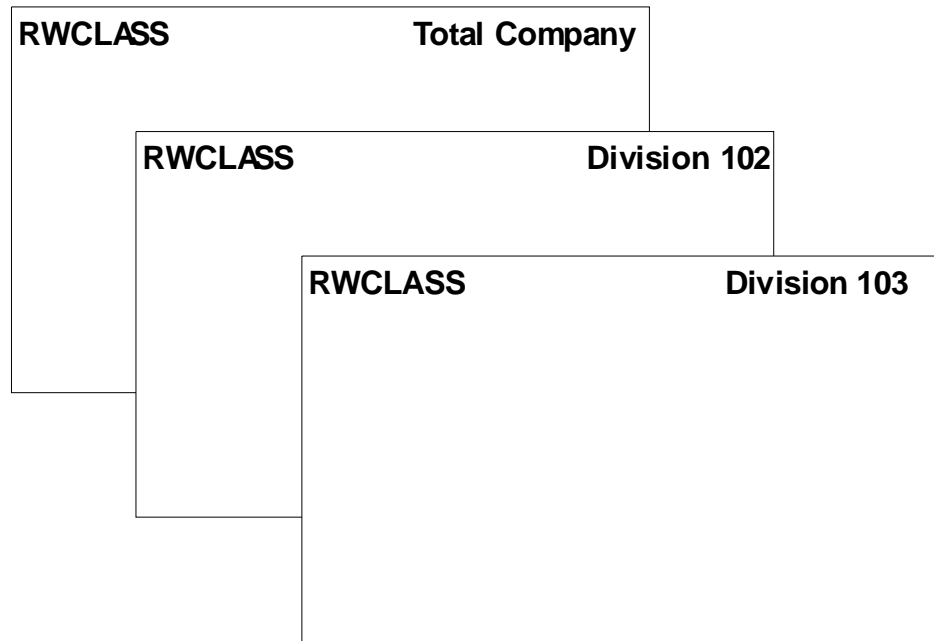 RWCLASS Total Company
RWCLASS Division 102
RWCLASS Division 103